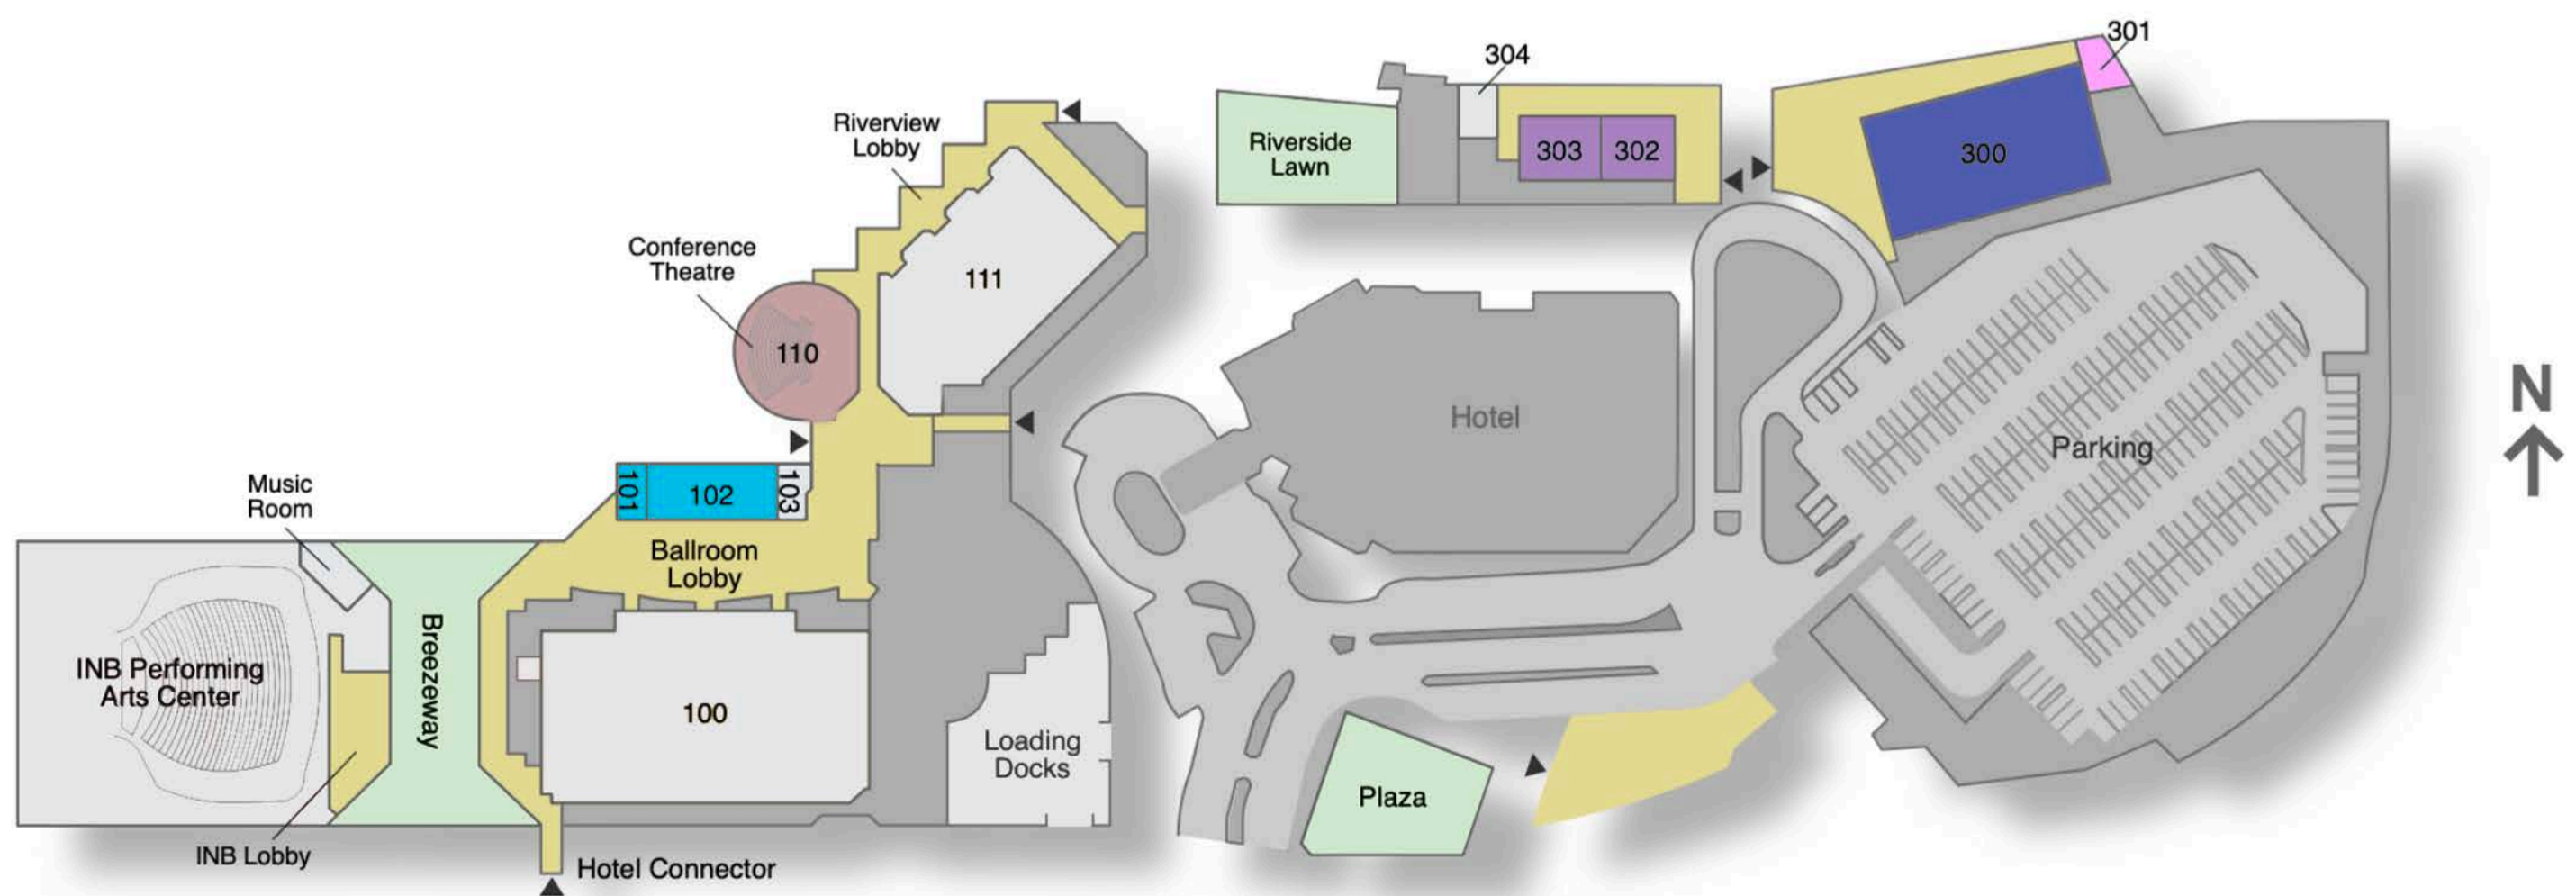 301
304
Riverview
Lobby
Riverside
Lawn
303
302
300
Conference
Theatre
111
110
N
Hotel
Parking
Music
Room
101
102
103
Ballroom
Lobby
Breezeway
INB Performing
Arts Center
100
Loading
Docks
Plaza
INB Lobby
Hotel Connector